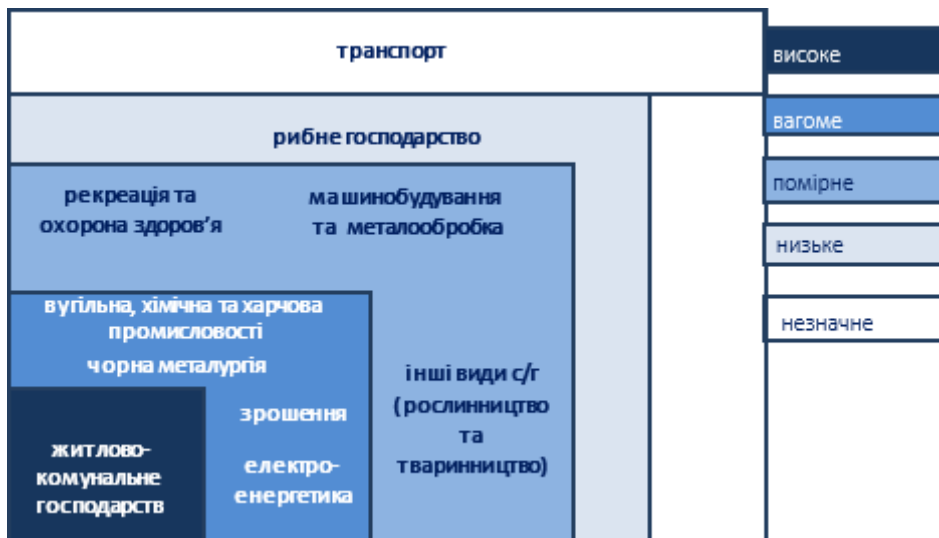 транспорт
високе
вагоме
рибне господарство
помірне
рекреація та
охорона здоров'я
машинобудування
та металообробка
низьке
вугільна, хімічна та харчова
промисловості
незначне
чорна металургія
інші види с/г
(рослинництво
та
тваринництво)
зрошення
електро-
енергетика
житлово-
комунальне
господарств